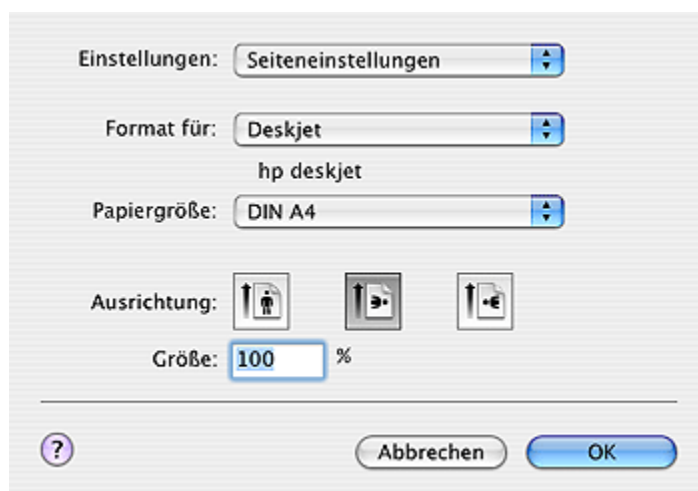 Einstellungen: Seiteneinstellungen
Format für: Deskjet
hp deskjet
Papiergröße: DIN A4
Ausrichtung:
Größe: 100 %
? Abbrechen OK